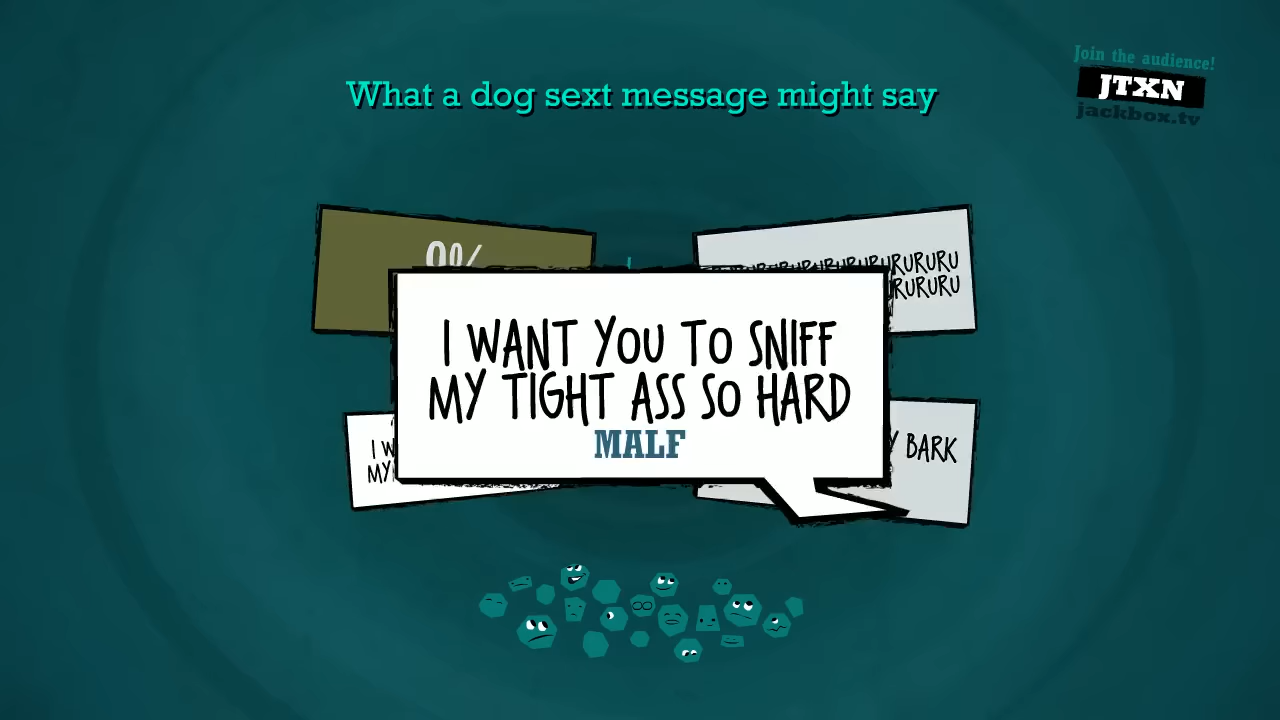 Join the audience!
JTXN
jackbox.tv
What a dog sext message might say
0%
RURURU
RURURU
I WANT YOU TO SNIFF
MY TIGHT ASS SO HARD
MALF
I W
MY
BARK